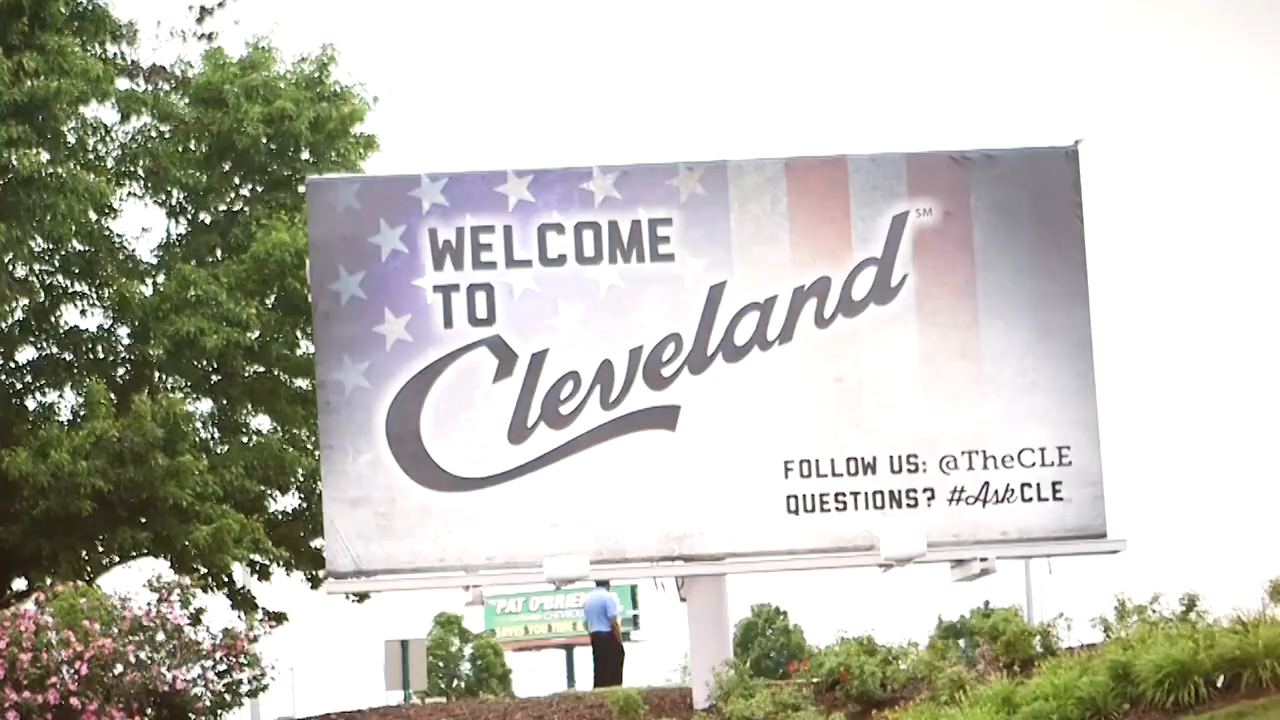 WELCOME
TO
Cleveland SM
FOLLOW US: @TheCLE
QUESTIONS? #AskCLE
PAT O'BRIEN